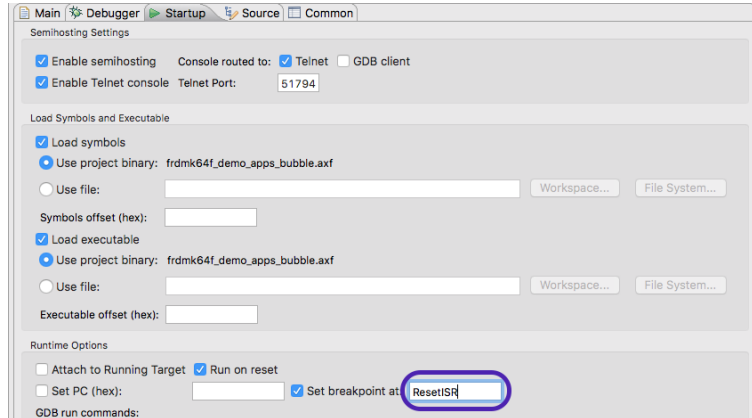 Main Debugger Startup Source Common
Semihosting Settings
Enable semihosting Console routed to: Telnet GDB client
Enable Telnet console Telnet Port: 51794
Load Symbols and Executable
Load symbols
Use project binary: frdmk64f_demo_apps_bubble.axf
Use file: Workspace... File System...
Symbols offset (hex):
Load executable
Use project binary: frdmk64f_demo_apps_bubble.axf
Use file: Workspace... File System...
Executable offset (hex):
Runtime Options
Attach to Running Target Run on reset
Set PC (hex): Set breakpoint at: ResetISR
GDB run commands: